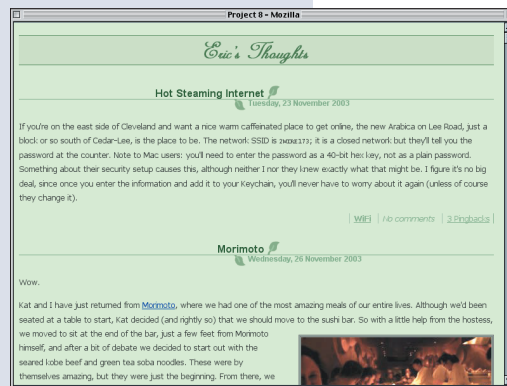 Project 8 - Mozilla
Eric's Thoughts
Hot Steaming Internet
Tuesday, 23 November 2003
If you're on the east side of Cleveland and want a nice warm caffeinated place to get online, the new Arabica on Lee Road, just a
block or so south of Cedar-Lee, is the place to be. The network SSID is 2WIRE173; it is a closed network but they'll tell you the
password at the counter. Note to Mac users: you'll need to enter the password as a 40-bit hex key, not as a plain password.
Something about their security setup causes this, although neither I nor they knew exactly what that might be. I figure it's no big
deal, since once you enter the information and add it to your Keychain, you'll never have to worry about it again (unless of course
they change it).
WiFi | No comments | 3 Pingbacks
Morimoto
Wednesday, 26 November 2003
Wow.
Kat and I have just returned from Morimoto, where we had one of the most amazing meals of our entire lives. Although we'd been
seated at a table to start, Kat decided (and rightly so) that we should move to the sushi bar. So with a little help from the hostess,
we moved to sit at the end of the bar, just a few feet from Morimoto
himself, and after a bit of debate we decided to start out with the
seared kobe beef and green tea soba noodles. These were by
themselves amazing, but they were just the beginning. From there, we